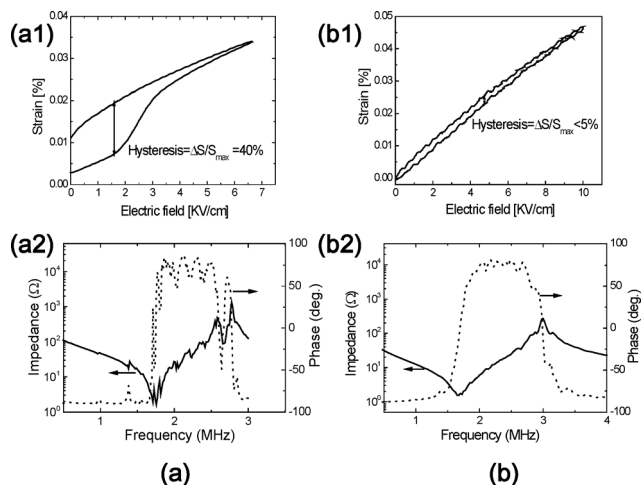 (a1)
0.04
0.03
0.02
0.01
0.00
Strain [%]
Hysteresis=ΔS/Smax =40%
0 1 2 3 4 5 6 7
Electric field [KV/cm]
(b1)
0.05
0.04
0.03
0.02
0.01
0.00
Strain [%]
Hysteresis=ΔS/Smax<5%
0 2 4 6 8 10
Electric field [KV/cm]
(a2)
10⁴
10³
10²
10¹
10⁰
Impedance (Ω)
100
50
0
-50
-100
Phase (deg.)
1 2 3
Frequency (MHz)
(b2)
10⁴
10³
10²
10¹
10⁰
Impedance (Ω)
100
50
0
-50
-100
Phase (deg.)
1 2 3 4
Frequency (MHz)
(a)
(b)